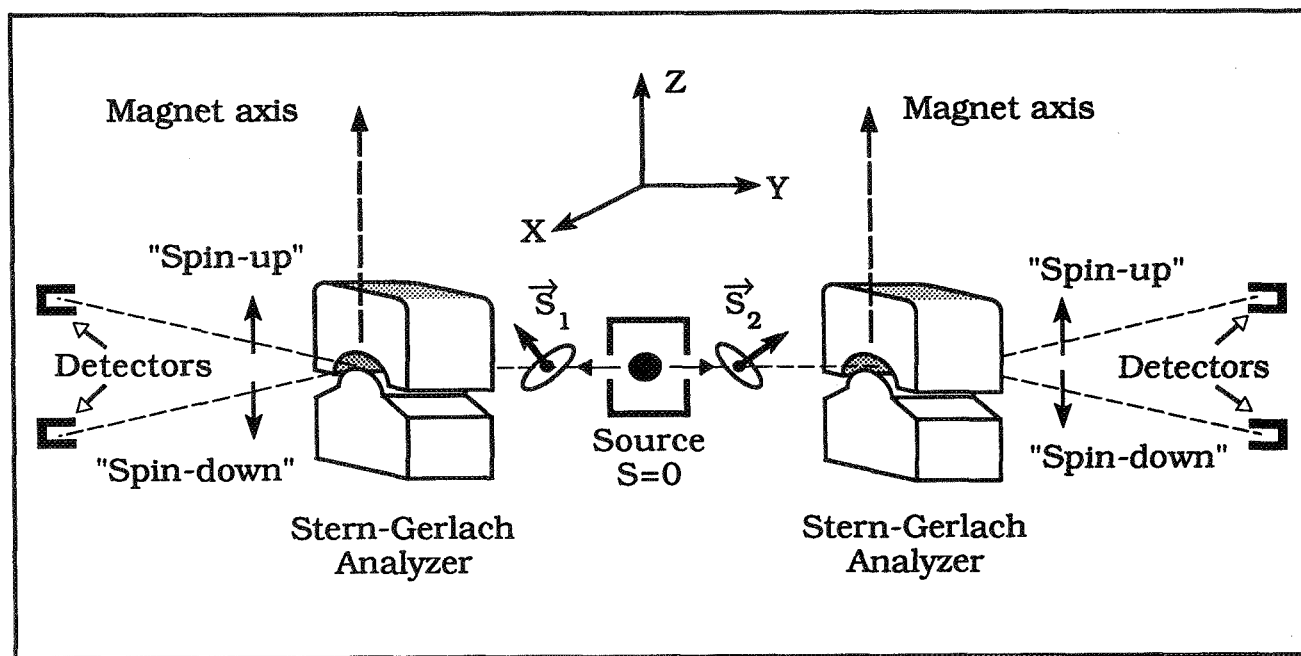 Magnet axis
Z
Magnet axis
Y
X
"Spin-up"
S⃗₁
S⃗₂
"Spin-up"
Detectors
Detectors
"Spin-down"
Source
S=0
"Spin-down"
Stern-Gerlach
Analyzer
Stern-Gerlach
Analyzer